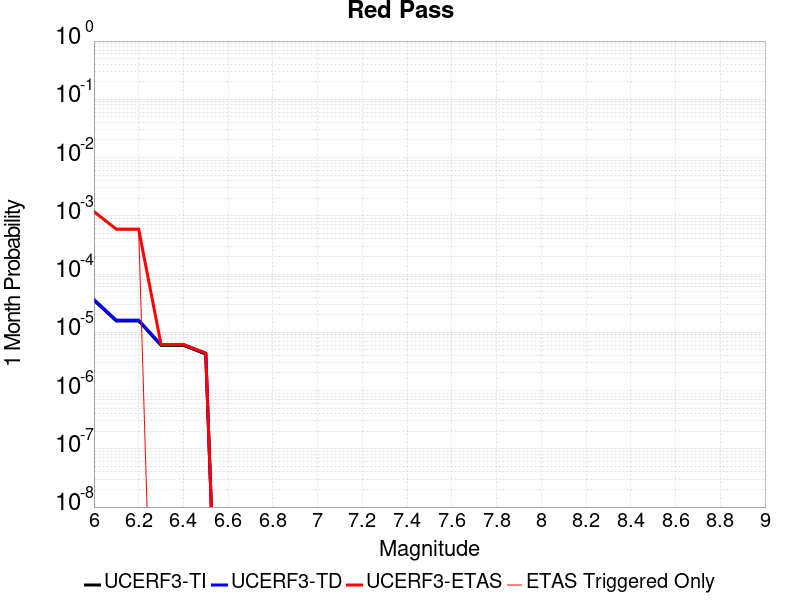 Red Pass
10 0
10 -1
10 -2
10 -3
10 -4
10 -5
10 -6
10 -7
10 -8
1 Month Probability
6 6.2 6.4 6.6 6.8 7 7.2 7.4 7.6 7.8 8 8.2 8.4 8.6 8.8 9
Magnitude
UCERF3-TI UCERF3-TD UCERF3-ETAS ETAS Triggered Only